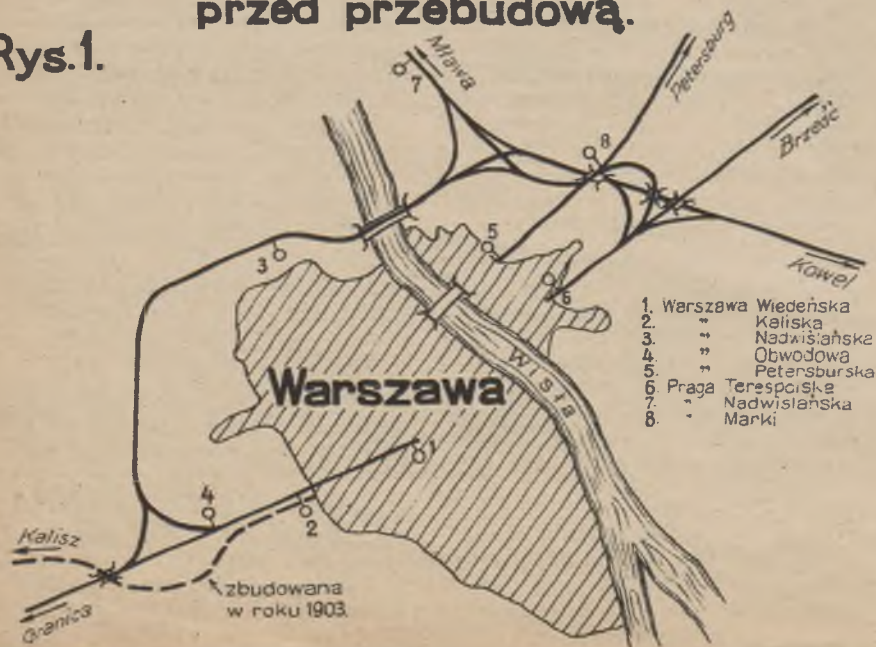 przed przebudową.
Rys.1.
Mława
7
Petersburg
Brześć
8
5
3
6
Kowel
1. Warszawa Wiedeńska
2. " Kaliska
3. " Nadwiślańska
4. " Obwodowa
5. " Petersburska
6. Praga Terespolska
7. " Nadwiślańska
8. " Marki
Wisła
Warszawa
1
4
2
Kalisz
zbudowana
w roku 1903.
Granica